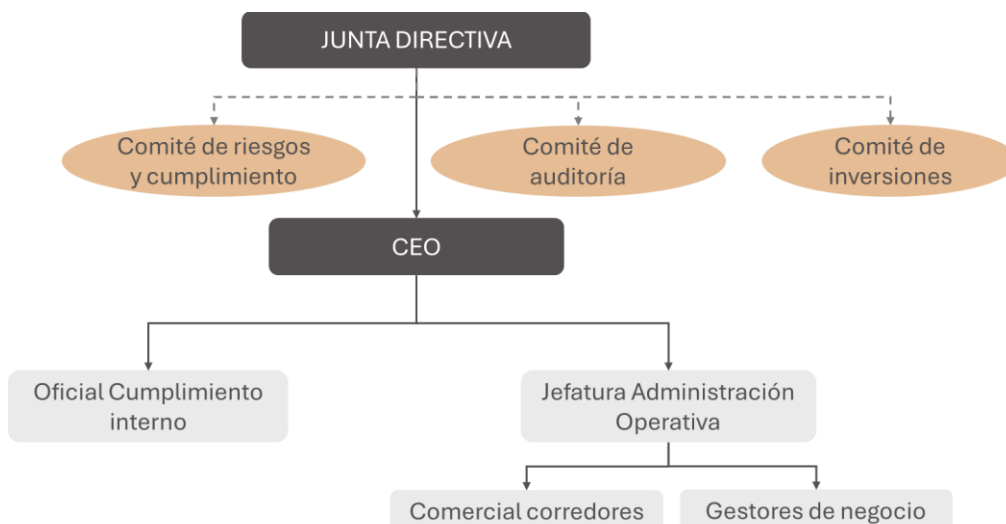 JUNTA DIRECTIVA
Comité de riesgos
y cumplimiento
Comité de
auditoría
Comité de
inversiones
CEO
Oficial Cumplimiento
interno
Jefatura Administración
Operativa
Comercial corredores
Gestores de negocio